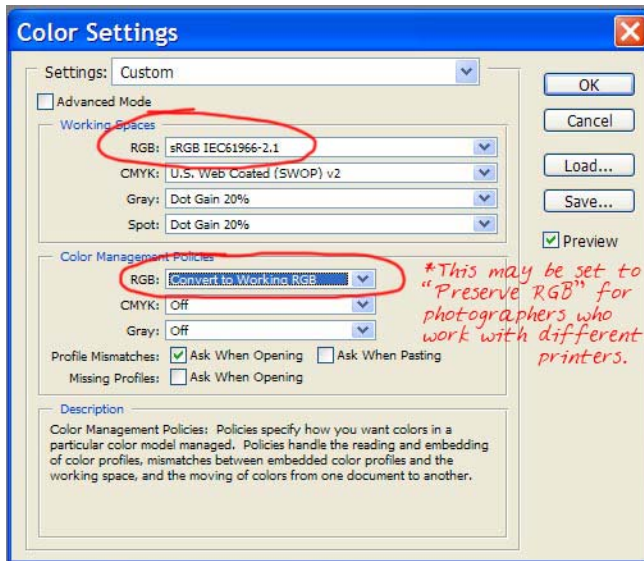 Color Settings
Settings: Custom
OK
Advanced Mode
Cancel
Working Spaces
RGB: sRGB IEC61966-2.1
CMYK: U.S. Web Coated (SWOP) v2
Load...
Gray: Dot Gain 20%
Save...
Spot: Dot Gain 20%
Preview
Color Management Policies
RGB: Convert to Working RGB
CMYK: Off
Gray: Off
*This may be set to
"Preserve RGB" for
photographers who
work with different
printers.
Profile Mismatches: Ask When Opening Ask When Pasting
Missing Profiles: Ask When Opening
Description
Color Management Policies: Policies specify how you want colors in a
particular color model managed. Policies handle the reading and embedding
of color profiles, mismatches between embedded color profiles and the
working space, and the moving of colors from one document to another.